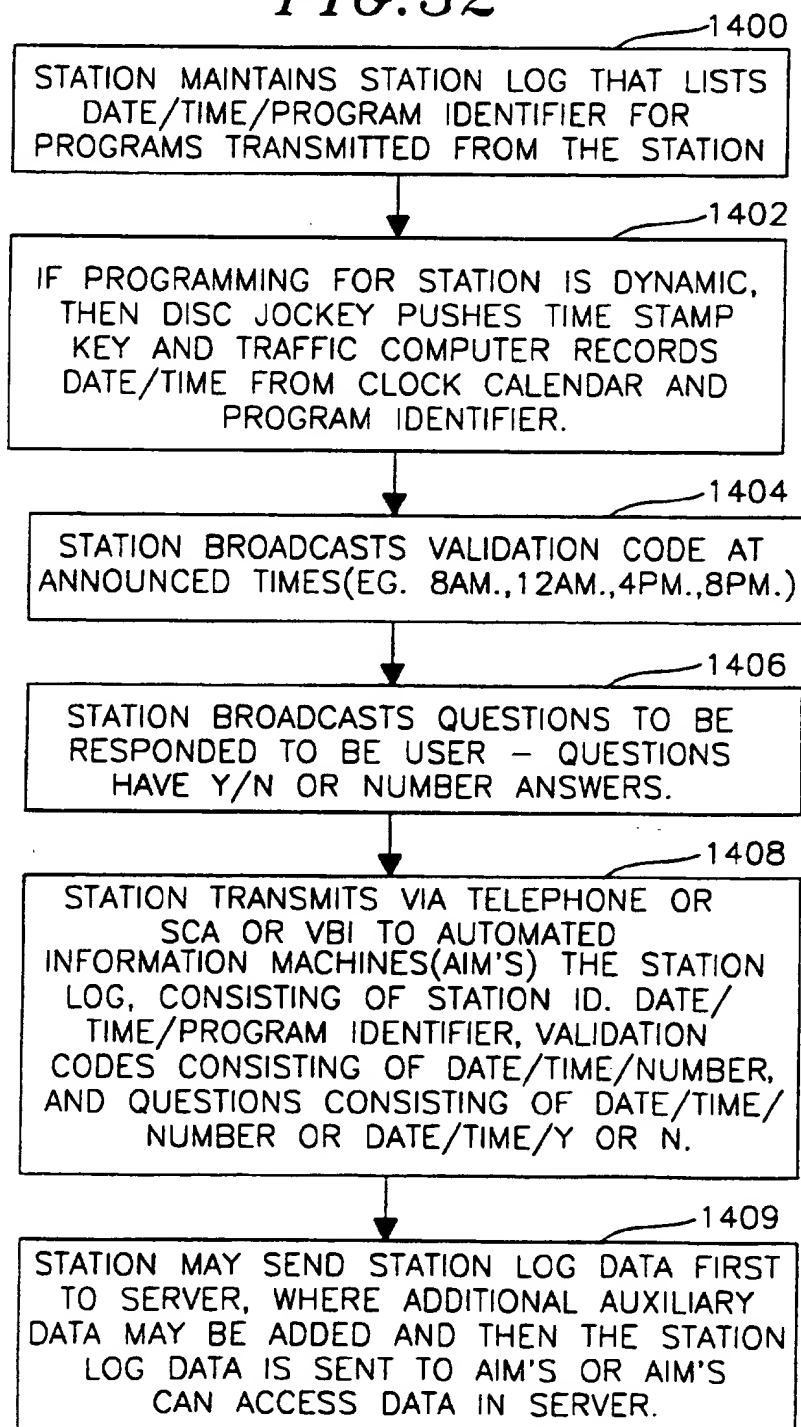 FIG. 32
1400
STATION MAINTAINS STATION LOG THAT LISTS
DATE/TIME/PROGRAM IDENTIFIER FOR
PROGRAMS TRANSMITTED FROM THE STATION
1402
IF PROGRAMMING FOR STATION IS DYNAMIC,
THEN DISC JOCKEY PUSHES TIME STAMP
KEY AND TRAFFIC COMPUTER RECORDS
DATE/TIME FROM CLOCK CALENDAR AND
PROGRAM IDENTIFIER.
1404
STATION BROADCASTS VALIDATION CODE AT
ANNOUNCED TIMES(EG. 8AM.,12AM.,4PM.,8PM.)
1406
STATION BROADCASTS QUESTIONS TO BE
RESPONDED TO BE USER – QUESTIONS
HAVE Y/N OR NUMBER ANSWERS.
1408
STATION TRANSMITS VIA TELEPHONE OR
SCA OR VBI TO AUTOMATED
INFORMATION MACHINES(AIM'S) THE STATION
LOG, CONSISTING OF STATION ID. DATE/
TIME/PROGRAM IDENTIFIER, VALIDATION
CODES CONSISTING OF DATE/TIME/NUMBER,
AND QUESTIONS CONSISTING OF DATE/TIME/
NUMBER OR DATE/TIME/Y OR N.
1409
STATION MAY SEND STATION LOG DATA FIRST
TO SERVER, WHERE ADDITIONAL AUXILIARY
DATA MAY BE ADDED AND THEN THE STATION
LOG DATA IS SENT TO AIM'S OR AIM'S
CAN ACCESS DATA IN SERVER.